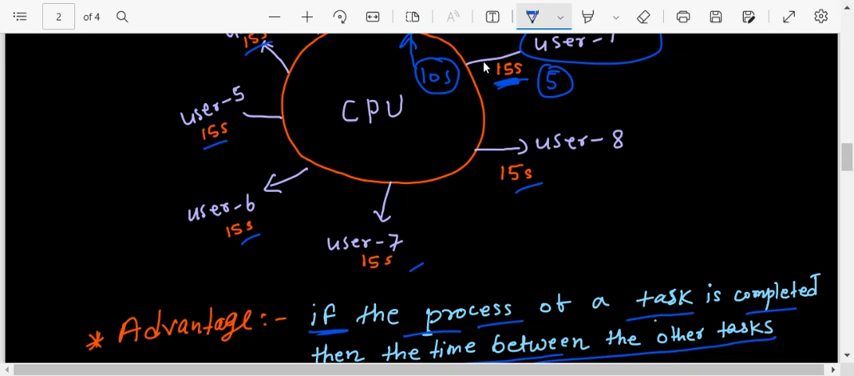 2 of 4
15s
user-1
10s
15s
5
CPU
user-5
15s
user-8
15s
user-6
15s
user-7
15s
* Advantage:- if the process of a task is completed
then the time between the other tasks